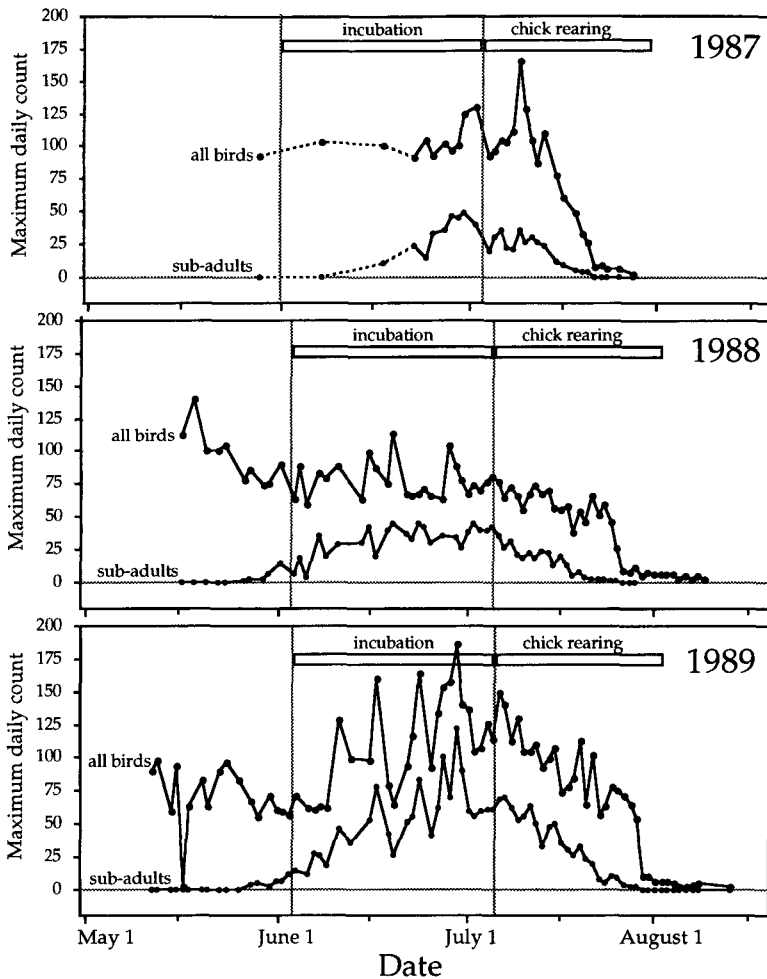 200
175
150
125
100
75
50
25
0
Maximum daily count
incubation
chick rearing
1987
all birds
sub-adults
200
175
150
125
100
75
50
25
0
Maximum daily count
incubation
chick rearing
1988
all birds
sub-adults
200
175
150
125
100
75
50
25
0
Maximum daily count
incubation
chick rearing
1989
all birds
sub-adults
May 1
June 1
July 1
August 1
Date